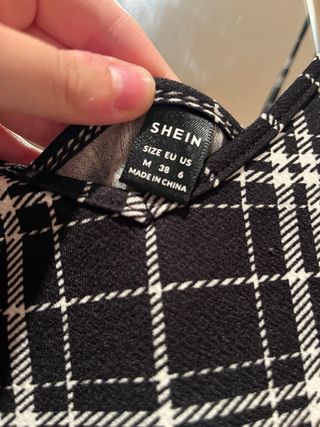 SHEIN
SIZE EU US
M 38 6
MADE IN CHINA